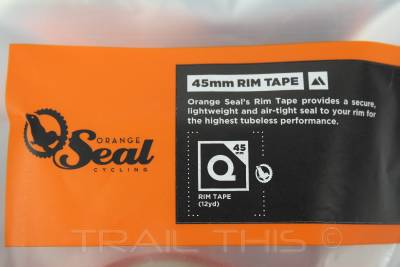 45mm RIM TAPE
Orange Seal's Rim Tape provides a secure,
lightweight and air-tight seal to your rim for
the highest tubeless performance.
ORANGE
Seal
CYCLING
45
mm
RIM TAPE
(12yd)
TRAIL THIS